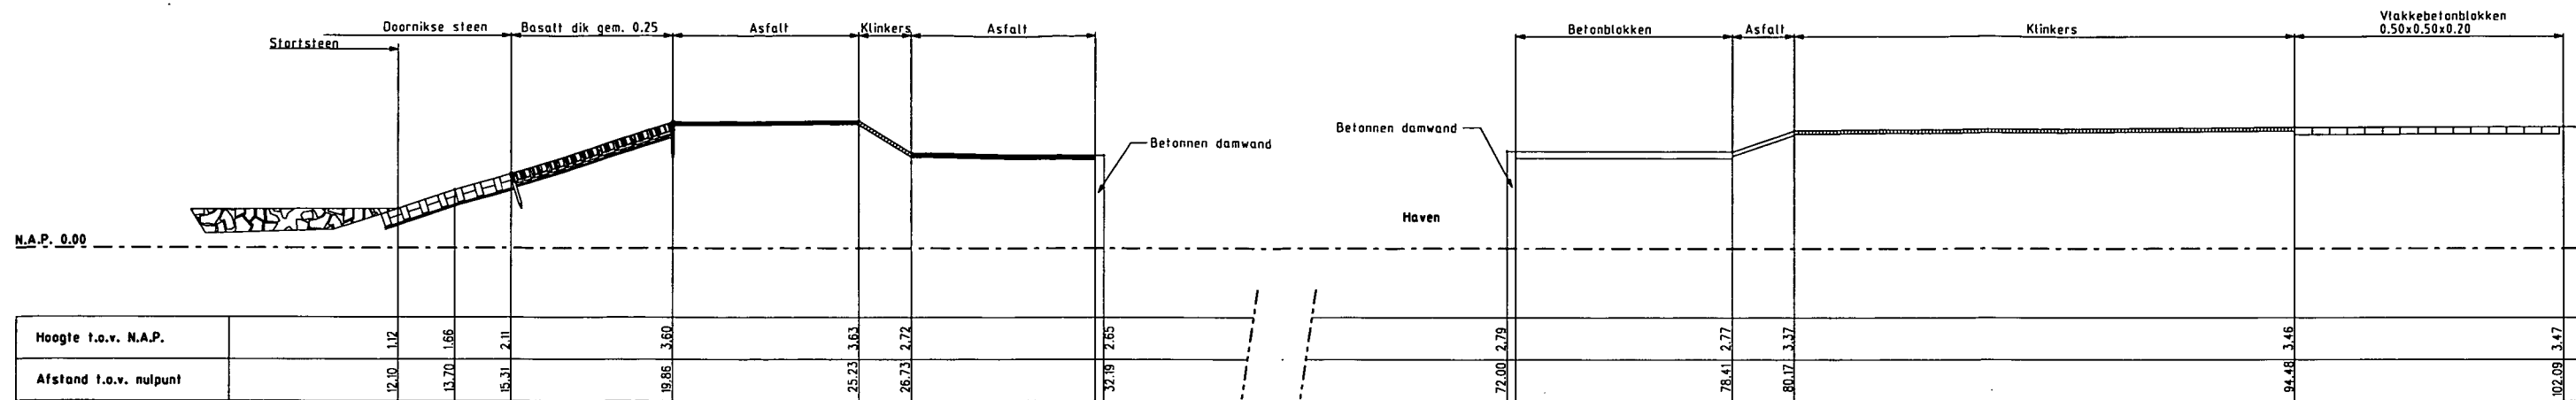 Stortsteen
Doornikse steen
Basalt dik gem. 0.25
Asfalt
Klinkers
Asfalt
Betonblokken
Asfalt
Klinkers
Vlakkebetonblokken
0.50x0.50x0.20
Betonnen damwand
Betonnen damwand
Haven
N.A.P. 0.00
Hoogte t.o.v. N.A.P. 1.12 1.66 2.11 3.60 3.63 2.72 2.65 2.79 2.77 3.37 3.46 3.47
Afstand t.o.v. nulpunt 12.10 13.70 15.31 19.86 25.23 26.73 32.19 72.00 78.41 80.17 94.48 102.09